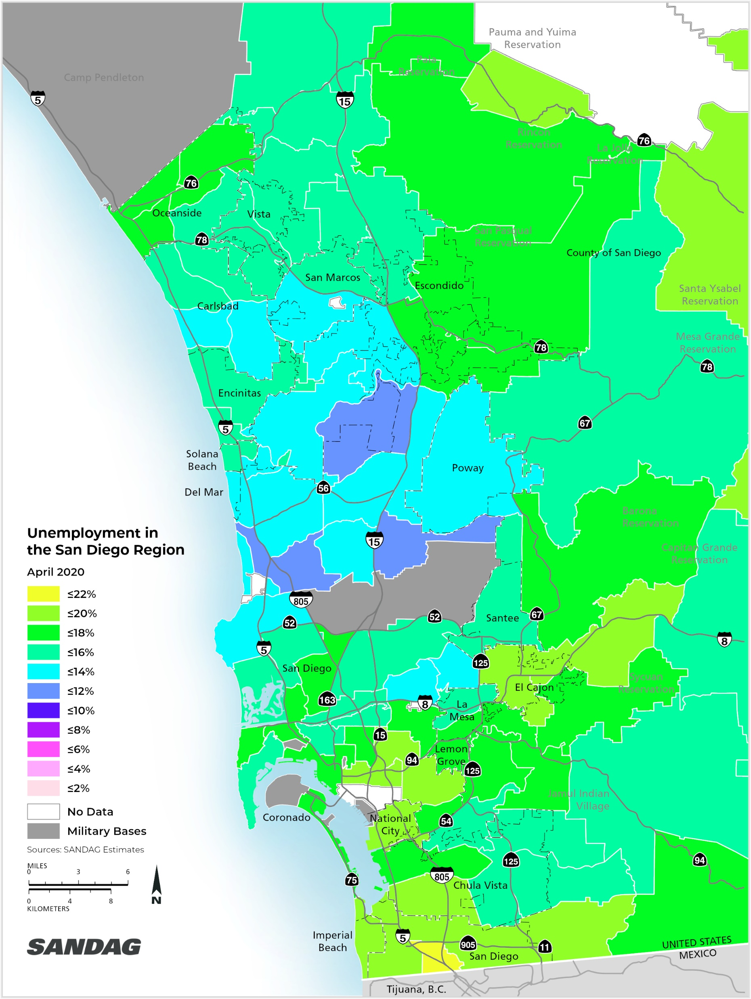 Pauma and Yuima
Reservation
Pala
Reservation
Camp Pendleton
5
15
Rincon
Reservation
76
La Jolla
Reservation
76
Oceanside
Vista
78
San Pasqual
Reservation
County of San Diego
San Marcos
Escondido
Santa Ysabel
Reservation
Carlsbad
Mesa Grande
Reservation
78
78
Encinitas
67
5
Solana
Beach
Poway
56
Del Mar
Barona
Reservation
15
Capitan Grande
Reservation
Unemployment in
the San Diego Region
April 2020
≤22%
≤20%
≤18%
≤16%
≤14%
≤12%
≤10%
≤8%
≤6%
≤4%
≤2%
No Data
Military Bases
Sources: SANDAG Estimates
MILES
0 3 6
0 4 8
KILOMETERS
N
SANDAG
805
52
52
Santee
67
8
5
125
San Diego
Sycuan
Reservation
El Cajon
163
8
La
Mesa
15
Lemon
Grove
94
125
Jamul Indian
Village
Coronado
National
City
54
125
94
75
805
Chula Vista
Imperial
Beach
5
905
11
San Diego
UNITED STATES
MEXICO
Tijuana, B.C.